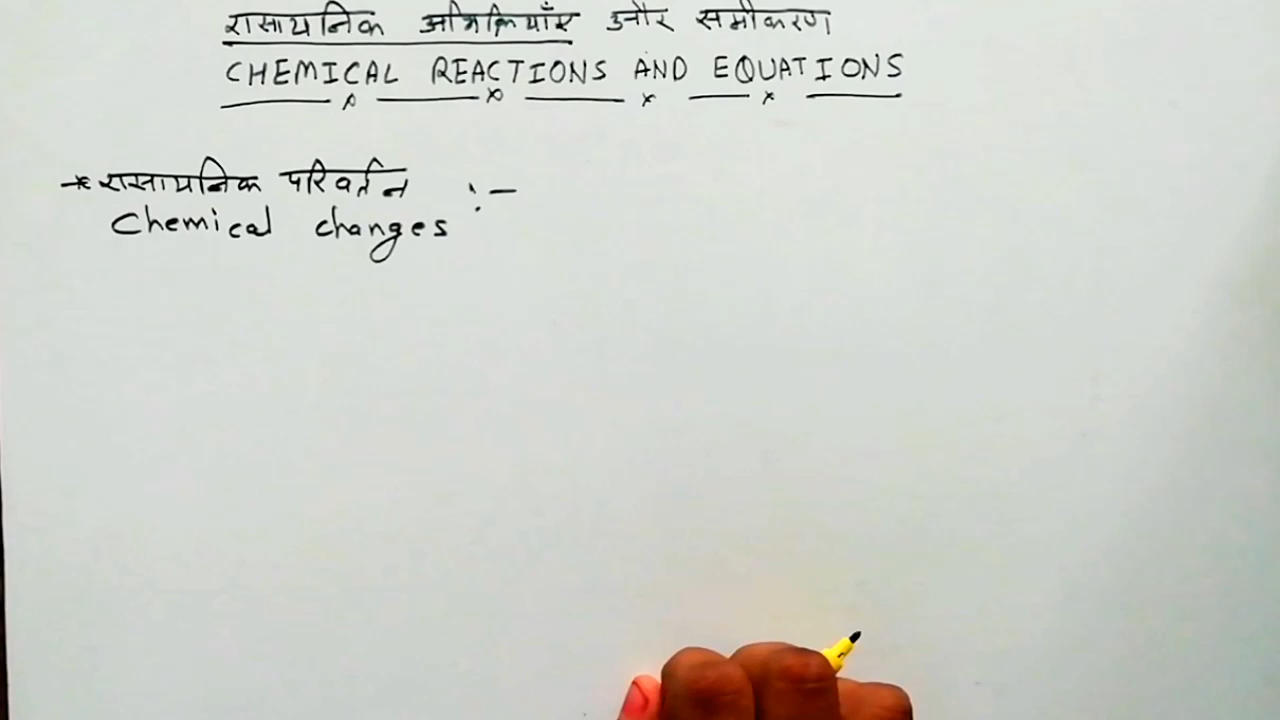 रासायनिक अभिक्रियाएँ और समीकरण
CHEMICAL REACTIONS AND EQUATIONS
* रासायनिक परिवर्तन :-
Chemical changes